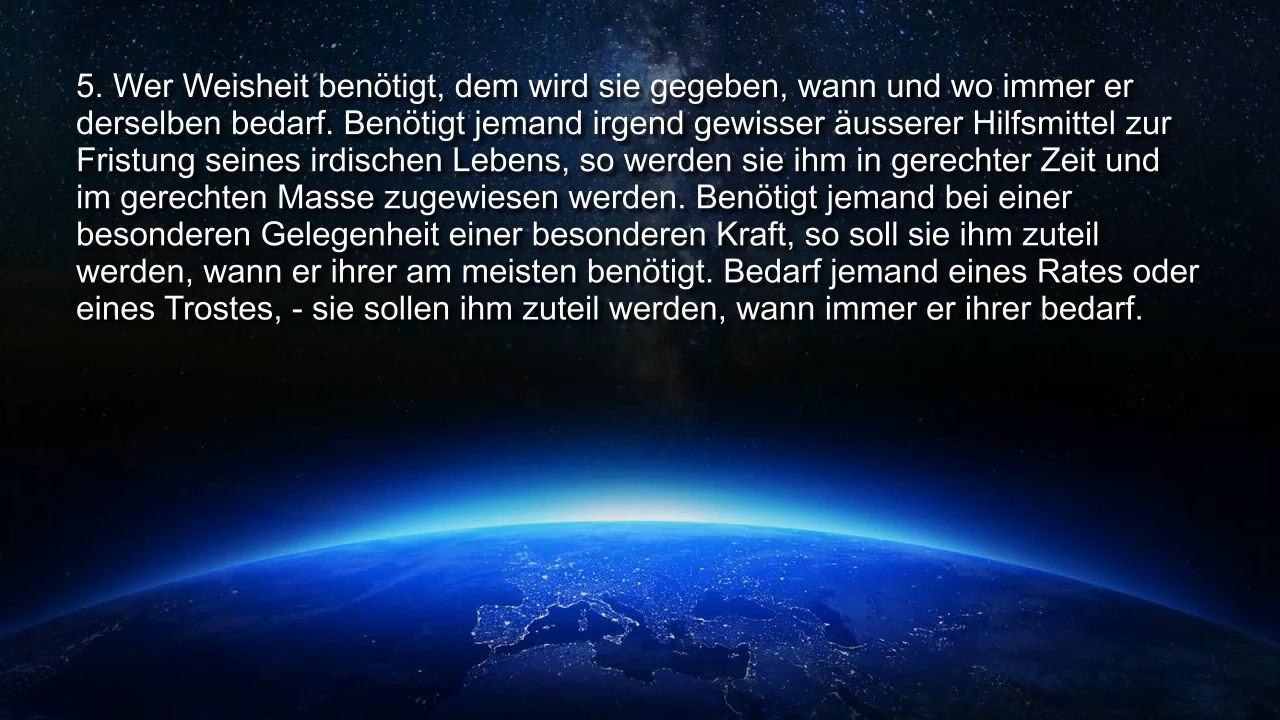 5. Wer Weisheit benötigt, dem wird sie gegeben, wann und wo immer er
derselben bedarf. Benötigt jemand irgend gewisser äusserer Hilfsmittel zur
Fristung seines irdischen Lebens, so werden sie ihm in gerechter Zeit und
im gerechten Masse zugewiesen werden. Benötigt jemand bei einer
besonderen Gelegenheit einer besonderen Kraft, so soll sie ihm zuteil
werden, wann er ihrer am meisten benötigt. Bedarf jemand eines Rates oder
eines Trostes, - sie sollen ihm zuteil werden, wann immer er ihrer bedarf.